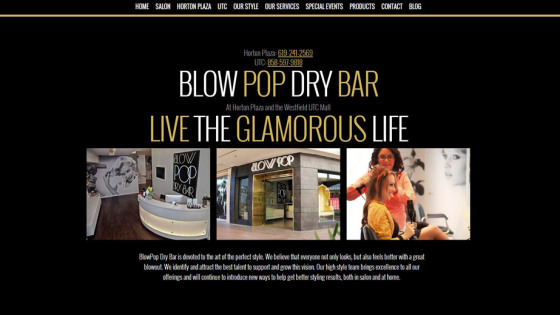 HOME SALON HORTON PLAZA UTC OUR STYLE OUR SERVICES SPECIAL EVENTS PRODUCTS CONTACT BLOG
Horton Plaza: 619.241.2569
UTC: 858-597-9818
BLOW POP DRY BAR
At Horton Plaza and the Westfield UTC Mall
LIVE THE GLAMOROUS LIFE
BLOW
POP
DRY BAR
BLOW POP
BlowPop Dry Bar is devoted to the art of the perfect style. We believe that everyone not only looks, but also feels better with a great
blowout. We identify and attract the best talent to support and grow this vision. Our high style team brings excellence to all our
offerings and will continue to introduce new ways to help get better styling results, both in salon and at home.